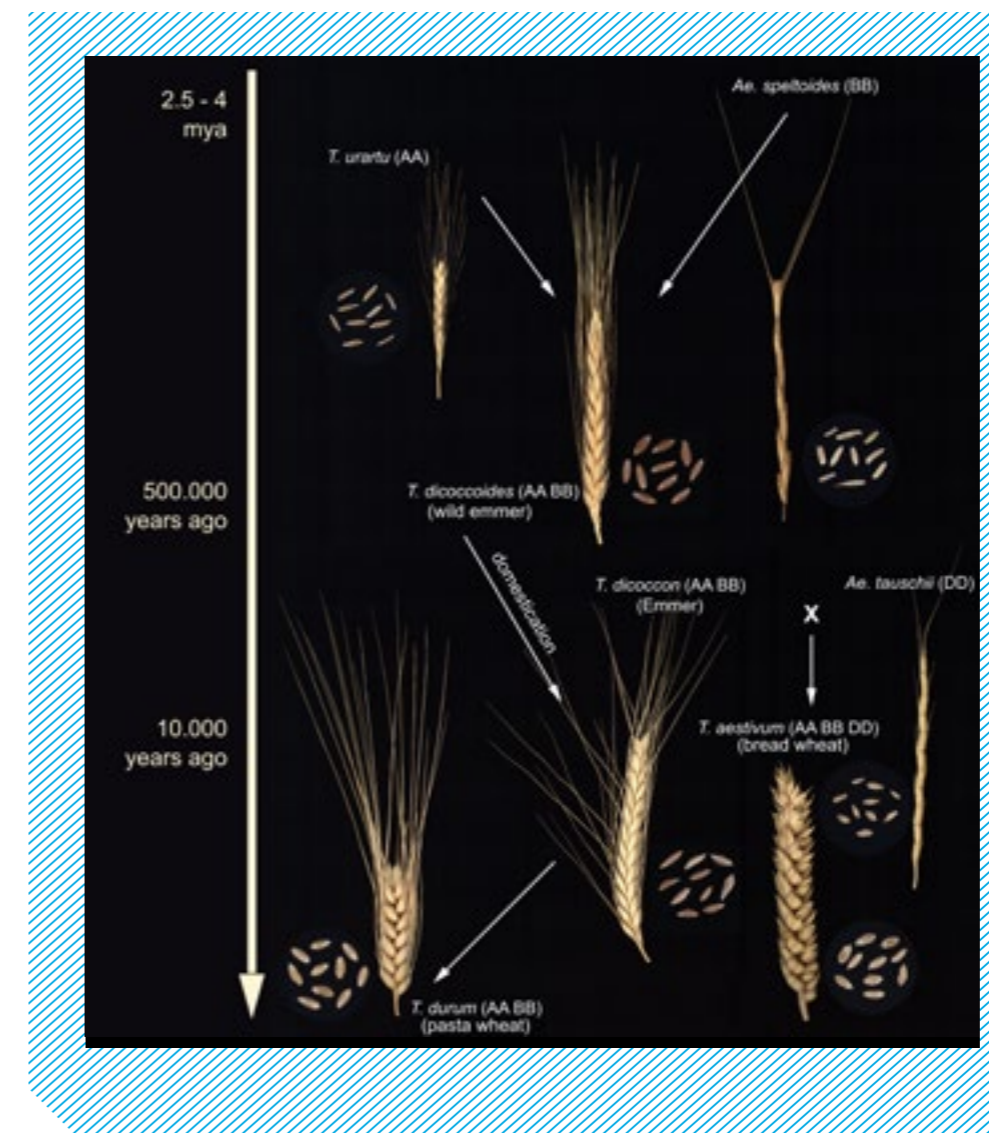 2.5 - 4
mya
Ae. speltoides (BB)
T. urartu (AA)
500.000
years ago
T. dicoccoides (AA BB)
(wild emmer)
domestication
T. dicoccon (AA BB)
(Emmer)
Ae. tauschii (DD)
X
10.000
years ago
T. aestivum (AA BB DD)
(bread wheat)
T. durum (AA BB)
(pasta wheat)